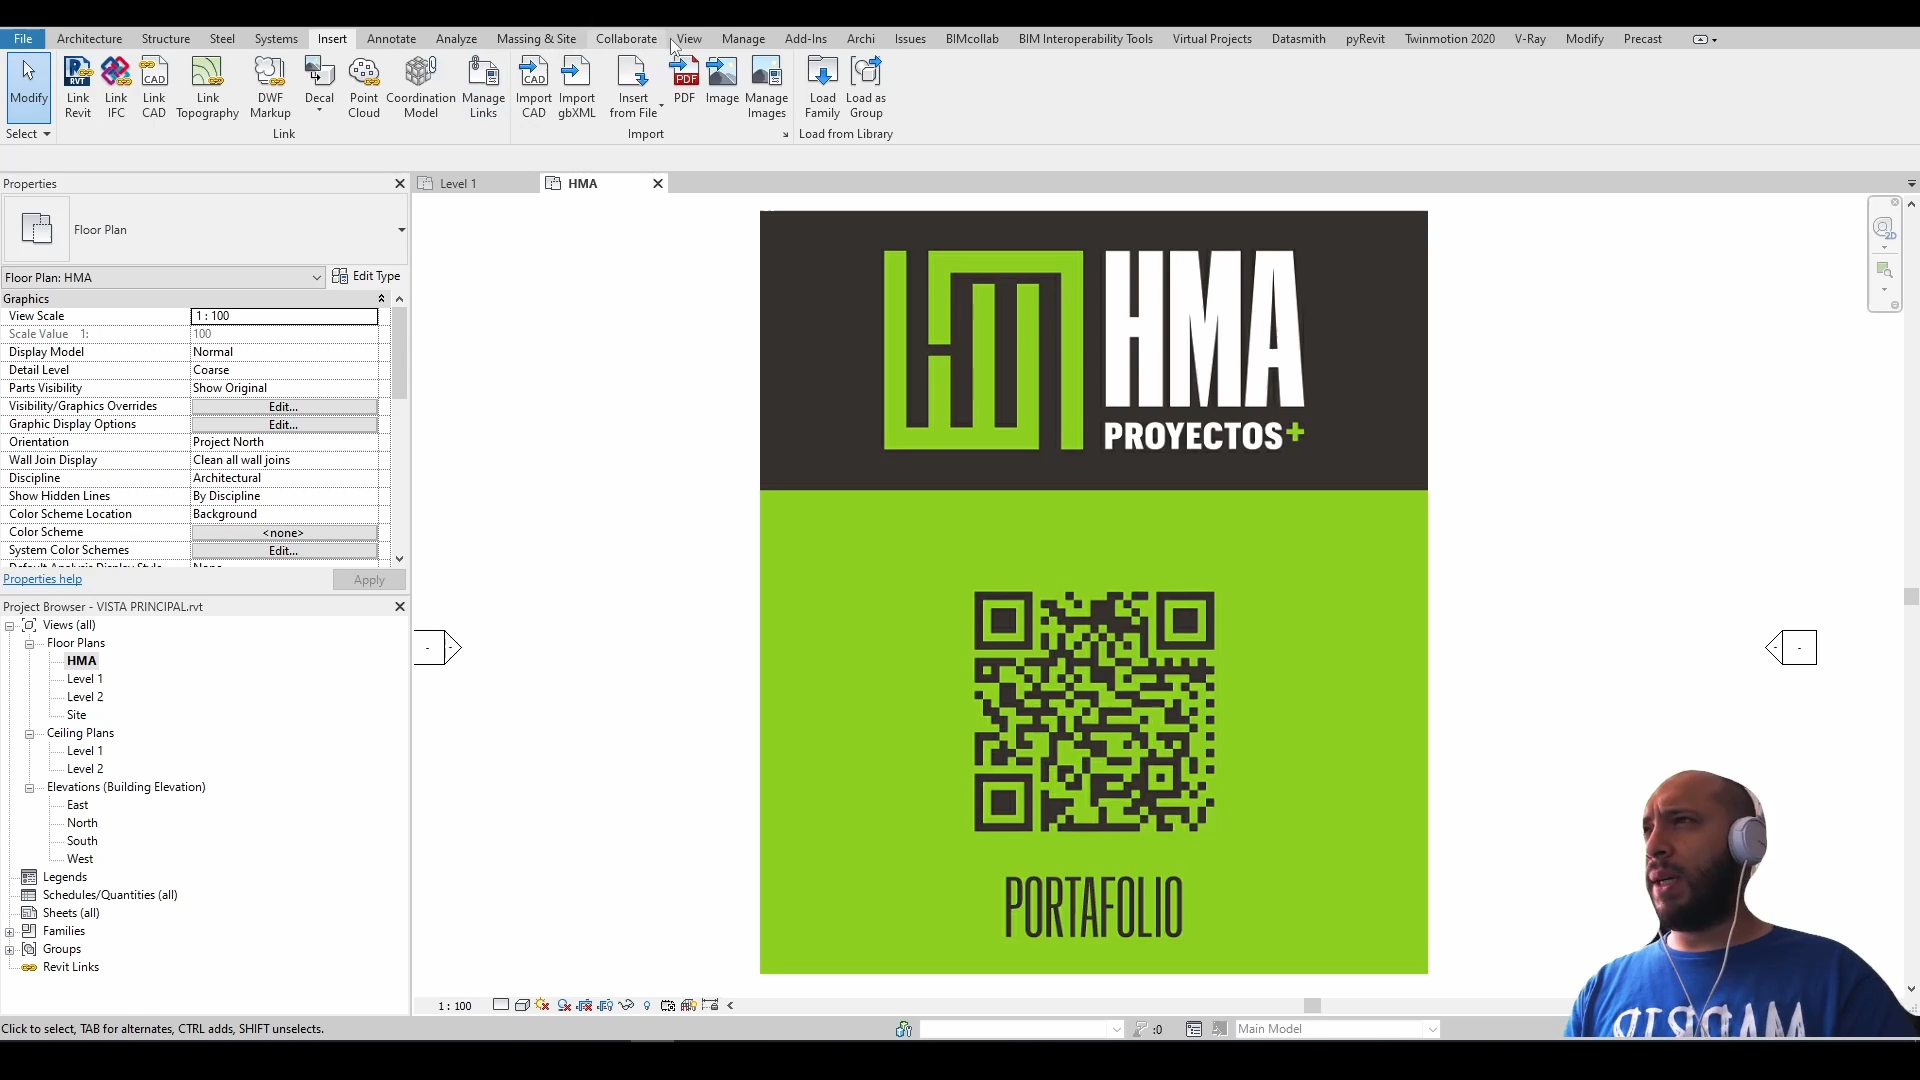 File Architecture Structure Steel Systems Insert Annotate Analyze Massing & Site Collaborate View Manage Add-Ins Archi Issues BIMcollab BIM Interoperability Tools Virtual Projects Datasmith pyRevit Twinmotion 2020 V-Ray Modify Precast
Modify
Link Revit
Link IFC
Link CAD
Link Topography
DWF Markup
Decal
Point Cloud
Coordination Model
Manage Links
Import CAD
Import gbXML
Insert from File
PDF
Image
Manage Images
Load Family
Load as Group
Select
Link
Import
Load from Library
Properties
Level 1
HMA
Floor Plan
Floor Plan: HMA
Edit Type
Graphics
View Scale 1 : 100
Scale Value 1: 100
Display Model Normal
Detail Level Coarse
Parts Visibility Show Original
Visibility/Graphics Overrides Edit...
Graphic Display Options Edit...
Orientation Project North
Wall Join Display Clean all wall joins
Discipline Architectural
Show Hidden Lines By Discipline
Color Scheme Location Background
Color Scheme <none>
System Color Schemes Edit...
Properties help
Apply
Project Browser - VISTA PRINCIPAL.rvt
Views (all)
Floor Plans
HMA
Level 1
Level 2
Site
Ceiling Plans
Level 1
Level 2
Elevations (Building Elevation)
East
North
South
West
Legends
Schedules/Quantities (all)
Sheets (all)
Families
Groups
Revit Links
HMA
PROYECTOS+
PORTAFOLIO
1 : 100
Click to select, TAB for alternates, CTRL adds, SHIFT unselects.
:0
Main Model